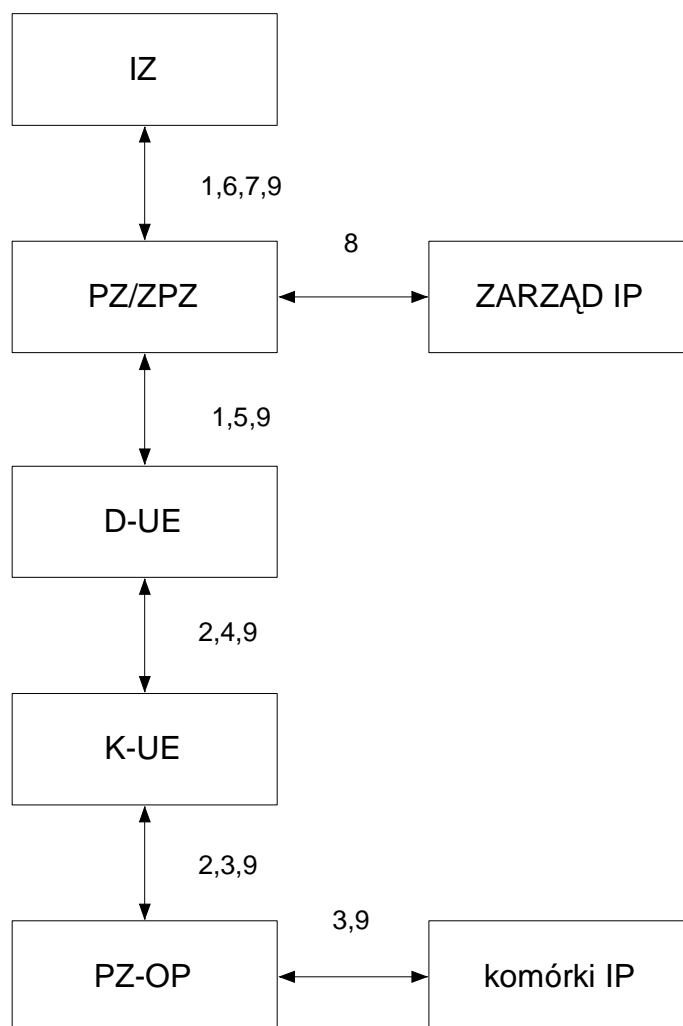 IZ
1,6,7,9
8
PZ/ZPZ
ZARZĄD IP
1,5,9
D-UE
2,4,9
K-UE
2,3,9
3,9
PZ-OP
komórki IP